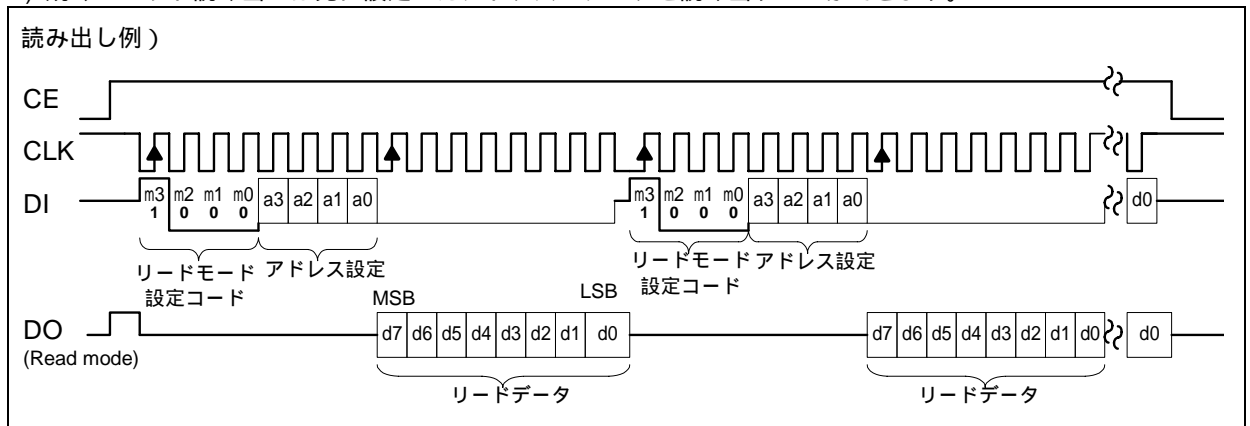 読み出し例）
CE
CLK
DI m3 m2 m1 m0 a3 a2 a1 a0 m3 m2 m1 m0 a3 a2 a1 a0 d0
1 0 0 0 1 0 0 0
リードモード アドレス設定 リードモード アドレス設定
設定コード 設定コード
MSB LSB
DO d7 d6 d5 d4 d3 d2 d1 d0 d7 d6 d5 d4 d3 d2 d1 d0 d0
(Read mode)
リードデータ リードデータ